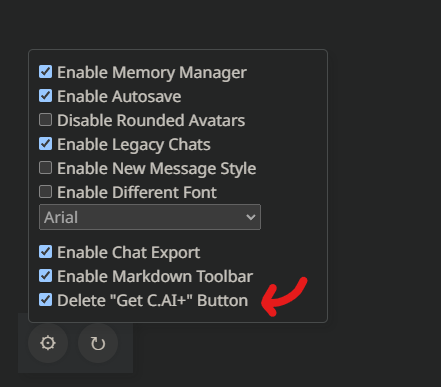 Enable Memory Manager
Enable Autosave
Disable Rounded Avatars
Enable Legacy Chats
Enable New Message Style
Enable Different Font
Arial
Enable Chat Export
Enable Markdown Toolbar
Delete "Get C.AI+" Button